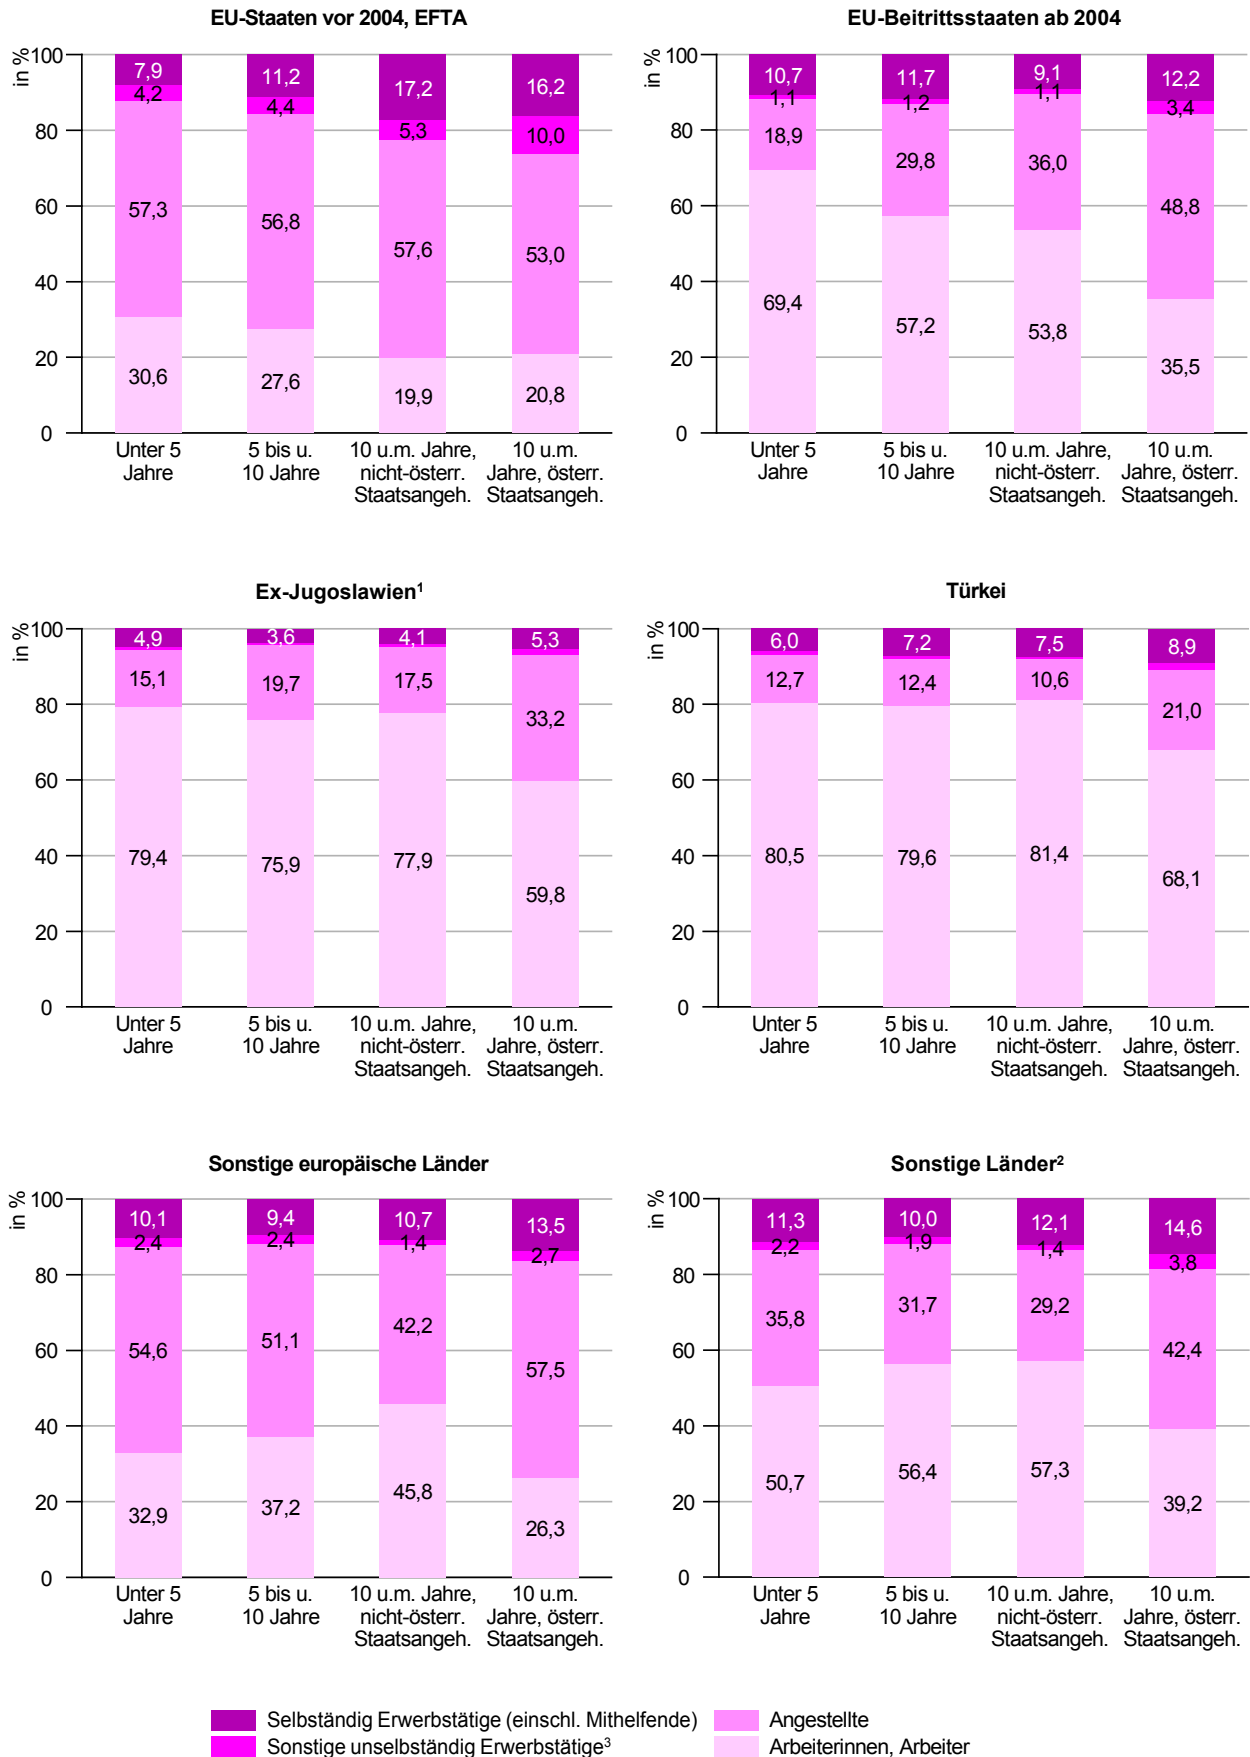 EU-Staaten vor 2004, EFTA
in %
100
80
60
40
20
0
7,9 11,2 17,2 16,2
4,2 4,4 5,3 10,0
57,3 56,8 57,6 53,0
30,6 27,6 19,9 20,8
Unter 5 5 bis u. 10 u.m. Jahre, 10 u.m.
Jahre 10 Jahre nicht-österr. Jahre, österr.
Staatsangeh. Staatsangeh.
EU-Beitrittsstaaten ab 2004
in %
100
80
60
40
20
0
10,7 11,7 9,1 12,2
1,1 1,2 1,1 3,4
18,9 29,8 36,0 48,8
69,4 57,2 53,8 35,5
Unter 5 5 bis u. 10 u.m. Jahre, 10 u.m.
Jahre 10 Jahre nicht-österr. Jahre, österr.
Staatsangeh. Staatsangeh.
Ex-Jugoslawien¹
in %
100
80
60
40
20
0
4,9 3,6 4,1 5,3
15,1 19,7 17,5 33,2
79,4 75,9 77,9 59,8
Unter 5 5 bis u. 10 u.m. Jahre, 10 u.m.
Jahre 10 Jahre nicht-österr. Jahre, österr.
Staatsangeh. Staatsangeh.
Türkei
in %
100
80
60
40
20
0
6,0 7,2 7,5 8,9
12,7 12,4 10,6 21,0
80,5 79,6 81,4 68,1
Unter 5 5 bis u. 10 u.m. Jahre, 10 u.m.
Jahre 10 Jahre nicht-österr. Jahre, österr.
Staatsangeh. Staatsangeh.
Sonstige europäische Länder
in %
100
80
60
40
20
0
10,1 9,4 10,7 13,5
2,4 2,4 1,4 2,7
54,6 51,1 42,2 57,5
32,9 37,2 45,8 26,3
Unter 5 5 bis u. 10 u.m. Jahre, 10 u.m.
Jahre 10 Jahre nicht-österr. Jahre, österr.
Staatsangeh. Staatsangeh.
Sonstige Länder²
in %
100
80
60
40
20
0
11,3 10,0 12,1 14,6
2,2 1,9 1,4 3,8
35,8 31,7 29,2 42,4
50,7 56,4 57,3 39,2
Unter 5 5 bis u. 10 u.m. Jahre, 10 u.m.
Jahre 10 Jahre nicht-österr. Jahre, österr.
Staatsangeh. Staatsangeh.
Selbständig Erwerbstätige (einschl. Mithelfende) Angestellte
Sonstige unselbständig Erwerbstätige³ Arbeiterinnen, Arbeiter